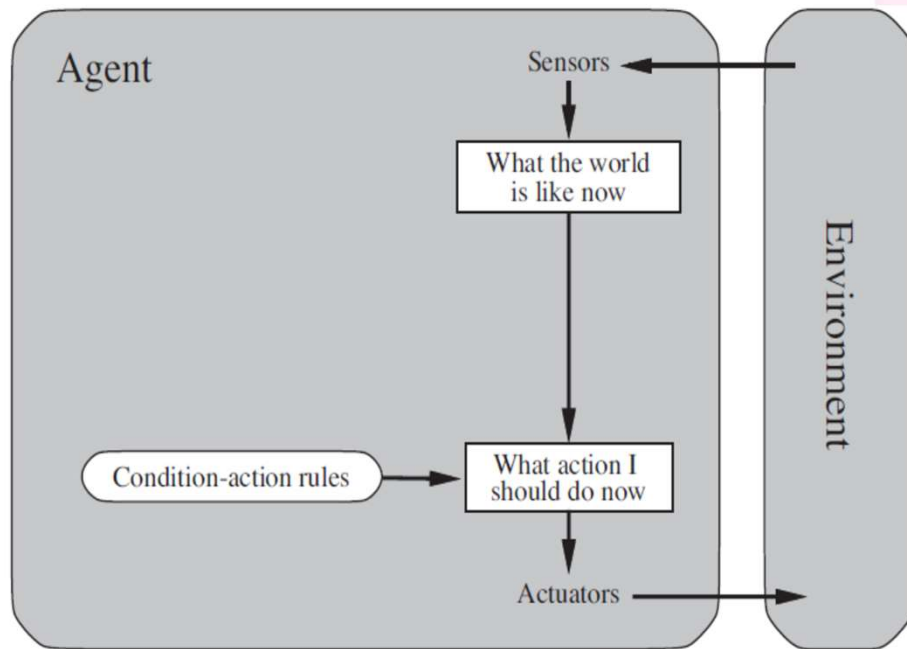 Agent
Sensors
What the world
is like now
Environment
Condition-action rules
What action I
should do now
Actuators